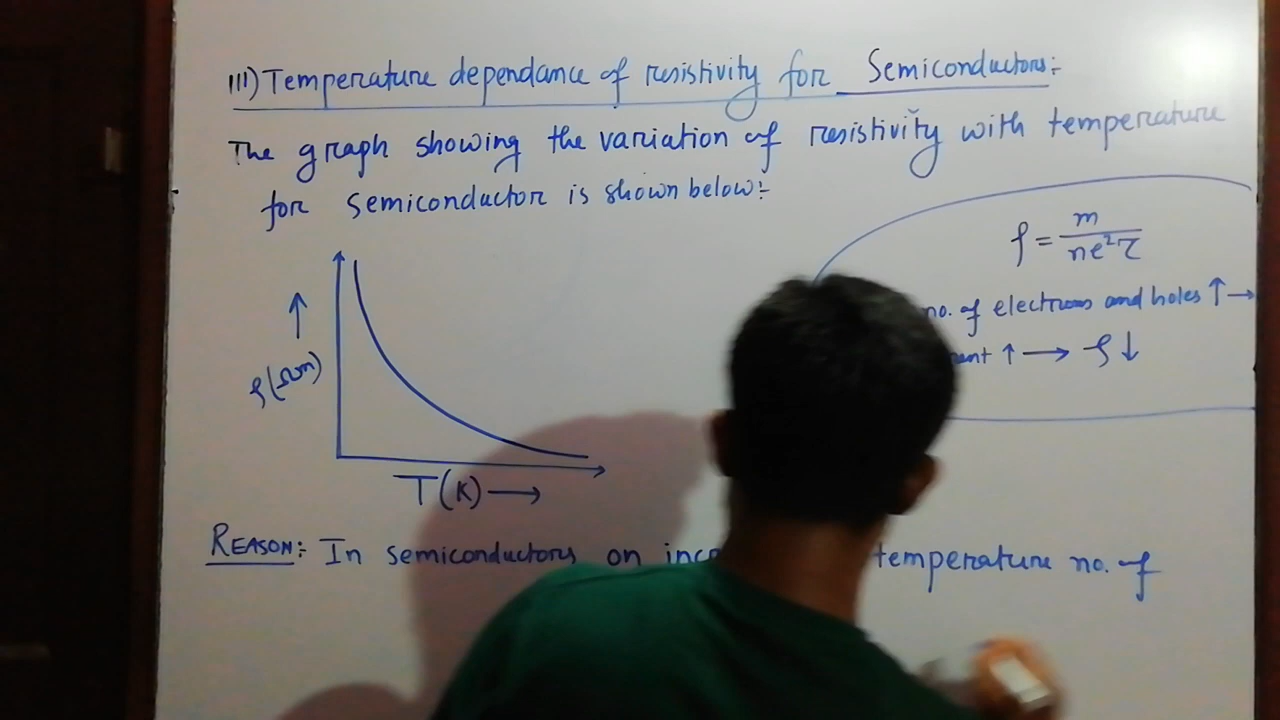 III) Temperature dependance of resistivity for Semiconductors:-
The graph showing the variation of resistivity with temperature
for semiconductor is shown below:-
ρ = m / ne²τ
no. of electrons and holes ↑ →
↑ → ρ ↓
ρ(Ωm) ↑
T(K) →
REASON:- In semiconductors on temperature no. of